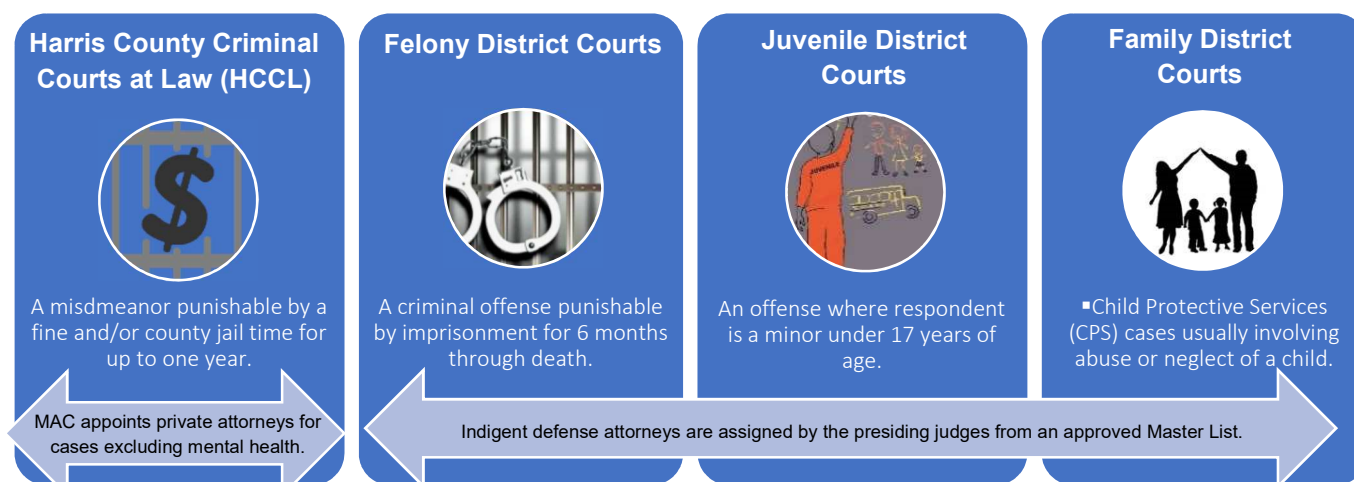 Harris County Criminal
Courts at Law (HCCL)
A misdmeanor punishable by a
fine and/or county jail time for
up to one year.
MAC appoints private attorneys for
cases excluding mental health.
Felony District Courts
A criminal offense punishable
by imprisonment for 6 months
through death.
Juvenile District
Courts
JUVENILE
An offense where respondent
is a minor under 17 years of
age.
Family District
Courts
▪Child Protective Services
(CPS) cases usually involving
abuse or neglect of a child.
Indigent defense attorneys are assigned by the presiding judges from an approved Master List.